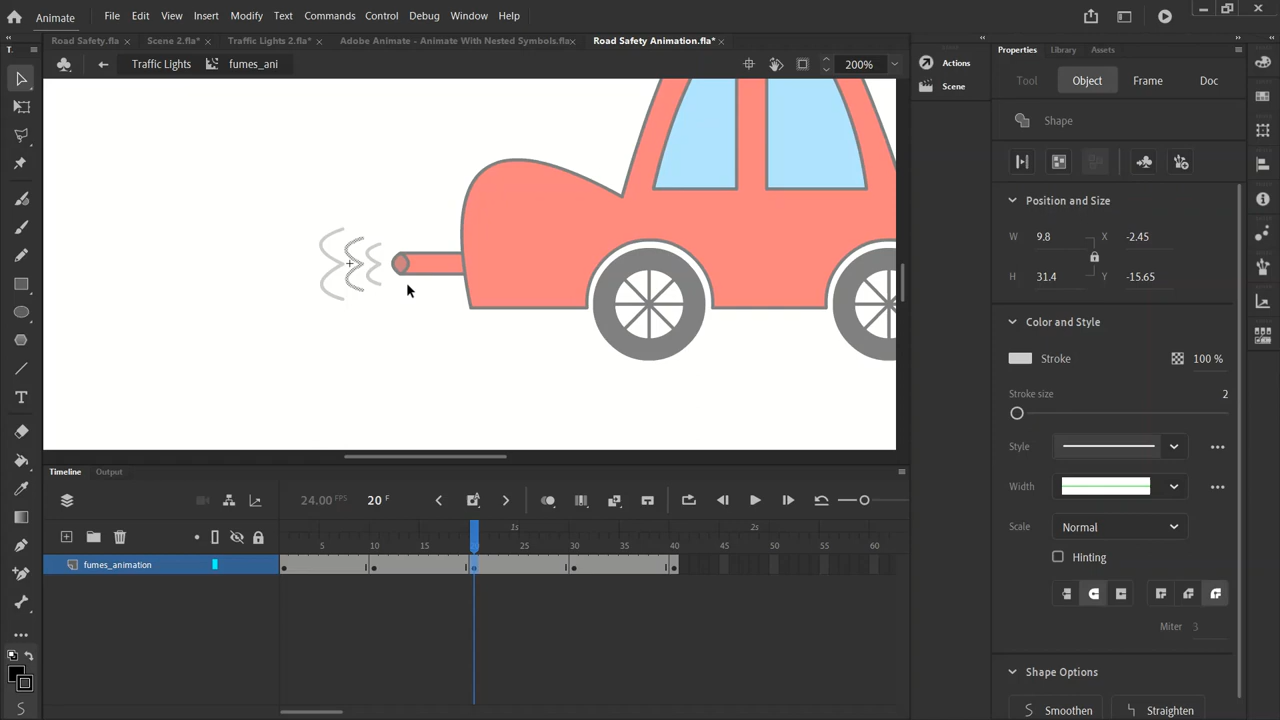 Animate
File Edit View Insert Modify Text Commands Control Debug Window Help
Road Safety.fla
Scene 2.fla*
Traffic Lights 2.fla*
Adobe Animate - Animate With Nested Symbols.fla
Road Safety Animation.fla*
Traffic Lights
fumes_ani
200%
Actions
Scene
Properties Library Assets
Tool Object Frame Doc
Shape
Position and Size
W 9.8 X -2.45
H 31.4 Y -15.65
Color and Style
Stroke 100 %
Stroke size 2
Style
Width
Scale Normal
Hinting
Miter 3
Shape Options
Smoothen Straighten
T.
Timeline Output
24.00 FPS 20 F
1s 2s
5 10 15 25 30 35 40 45 50 55 60
fumes_animation